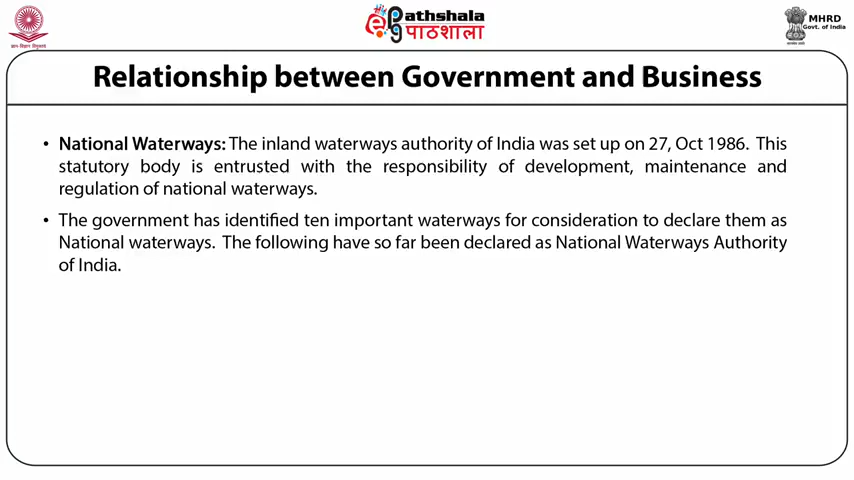 ePathshala
पाठशाला
MHRD
Govt. of India
Relationship between Government and Business
• National Waterways: The inland waterways authority of India was set up on 27, Oct 1986. This
statutory body is entrusted with the responsibility of development, maintenance and
regulation of national waterways.
• The government has identified ten important waterways for consideration to declare them as
National waterways. The following have so far been declared as National Waterways Authority
of India.